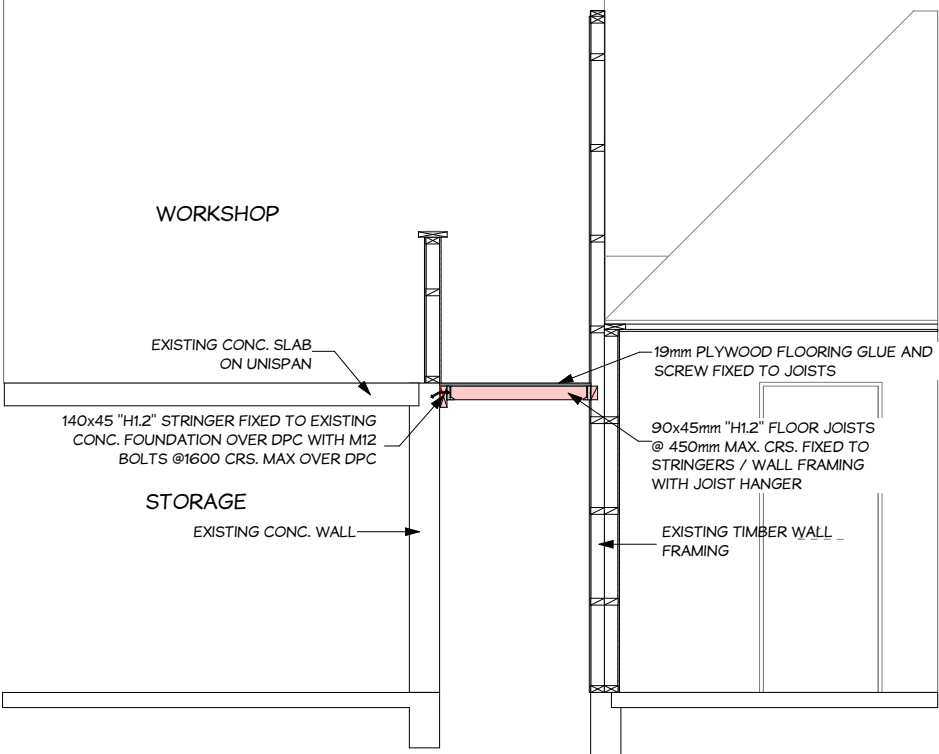 WORKSHOP
EXISTING CONC. SLAB
ON UNISPAN
19mm PLYWOOD FLOORING GLUE AND
SCREW FIXED TO JOISTS
140x45 "H1.2" STRINGER FIXED TO EXISTING
CONC. FOUNDATION OVER DPC WITH M12
BOLTS @1600 CRS. MAX OVER DPC
90x45mm "H1.2" FLOOR JOISTS
@ 450mm MAX. CRS. FIXED TO
STRINGERS / WALL FRAMING
WITH JOIST HANGER
STORAGE
EXISTING CONC. WALL
EXISTING TIMBER WALL
FRAMING